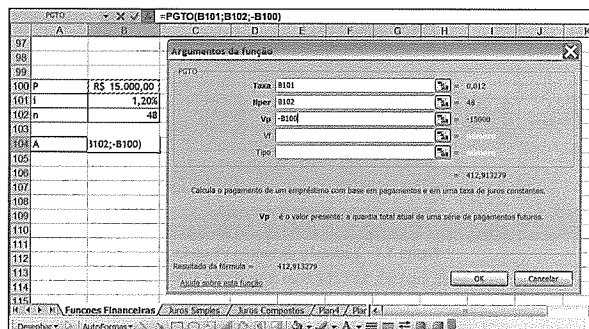 PGTO =PGTO(B101;B102;-B100)
A B C D E F G H I J
97
98
99
100 P R$ 15.000,00
101 i 1,20%
102 n 48
103
104 A B102;-B100)
105
106
107
108
109
110
111
112
113
114
115
Argumentos da função
PGTO
Taxa B101 = 0,012
Nper B102 = 48
Vp -B100 = -15000
Vf = número
Tipo = número
= 412,913279
Calcula o pagamento de um empréstimo com base em pagamentos e em uma taxa de juros constantes.
Vp é o valor presente: a quantia total atual de uma série de pagamentos futuros.
Resultado da fórmula = 412,913279
Ajuda sobre esta função
OK Cancelar
Funcoes Financeiras / Juros Simples / Juros Compostos / Plan4 / Plan
Desenhar AutoFormas